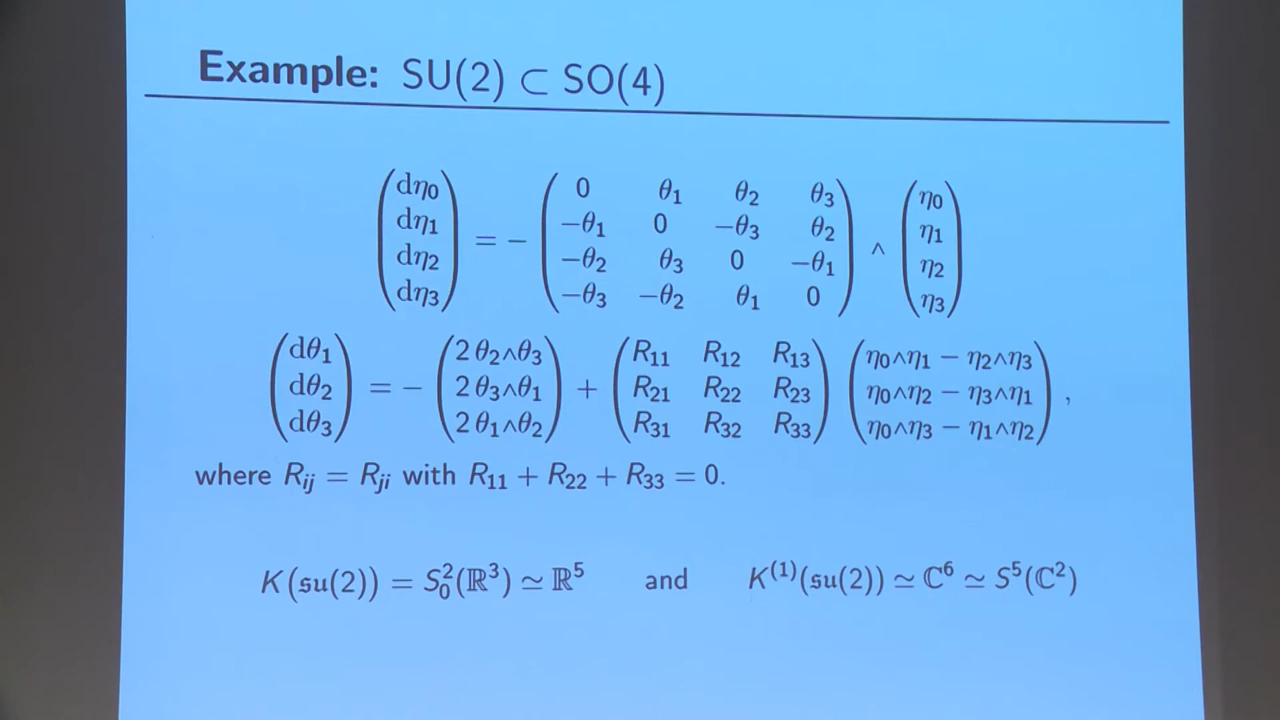 Example: SU(2) ⊂ SO(4)
(dη₀ dη₁ dη₂ dη₃) = − (0 θ₁ θ₂ θ₃; −θ₁ 0 −θ₃ θ₂; −θ₂ θ₃ 0 −θ₁; −θ₃ −θ₂ θ₁ 0) ∧ (η₀ η₁ η₂ η₃)
(dθ₁ dθ₂ dθ₃) = − (2 θ₂∧θ₃; 2 θ₃∧θ₁; 2 θ₁∧θ₂) + (R₁₁ R₁₂ R₁₃; R₂₁ R₂₂ R₂₃; R₃₁ R₃₂ R₃₃) (η₀∧η₁ − η₂∧η₃; η₀∧η₂ − η₃∧η₁; η₀∧η₃ − η₁∧η₂),
where Rᵢⱼ = Rⱼᵢ with R₁₁ + R₂₂ + R₃₃ = 0.
K(𝔰𝔲(2)) = S²₀(ℝ³) ≃ ℝ⁵ and K⁽¹⁾(𝔰𝔲(2)) ≃ ℂ⁶ ≃ S⁵(ℂ²)